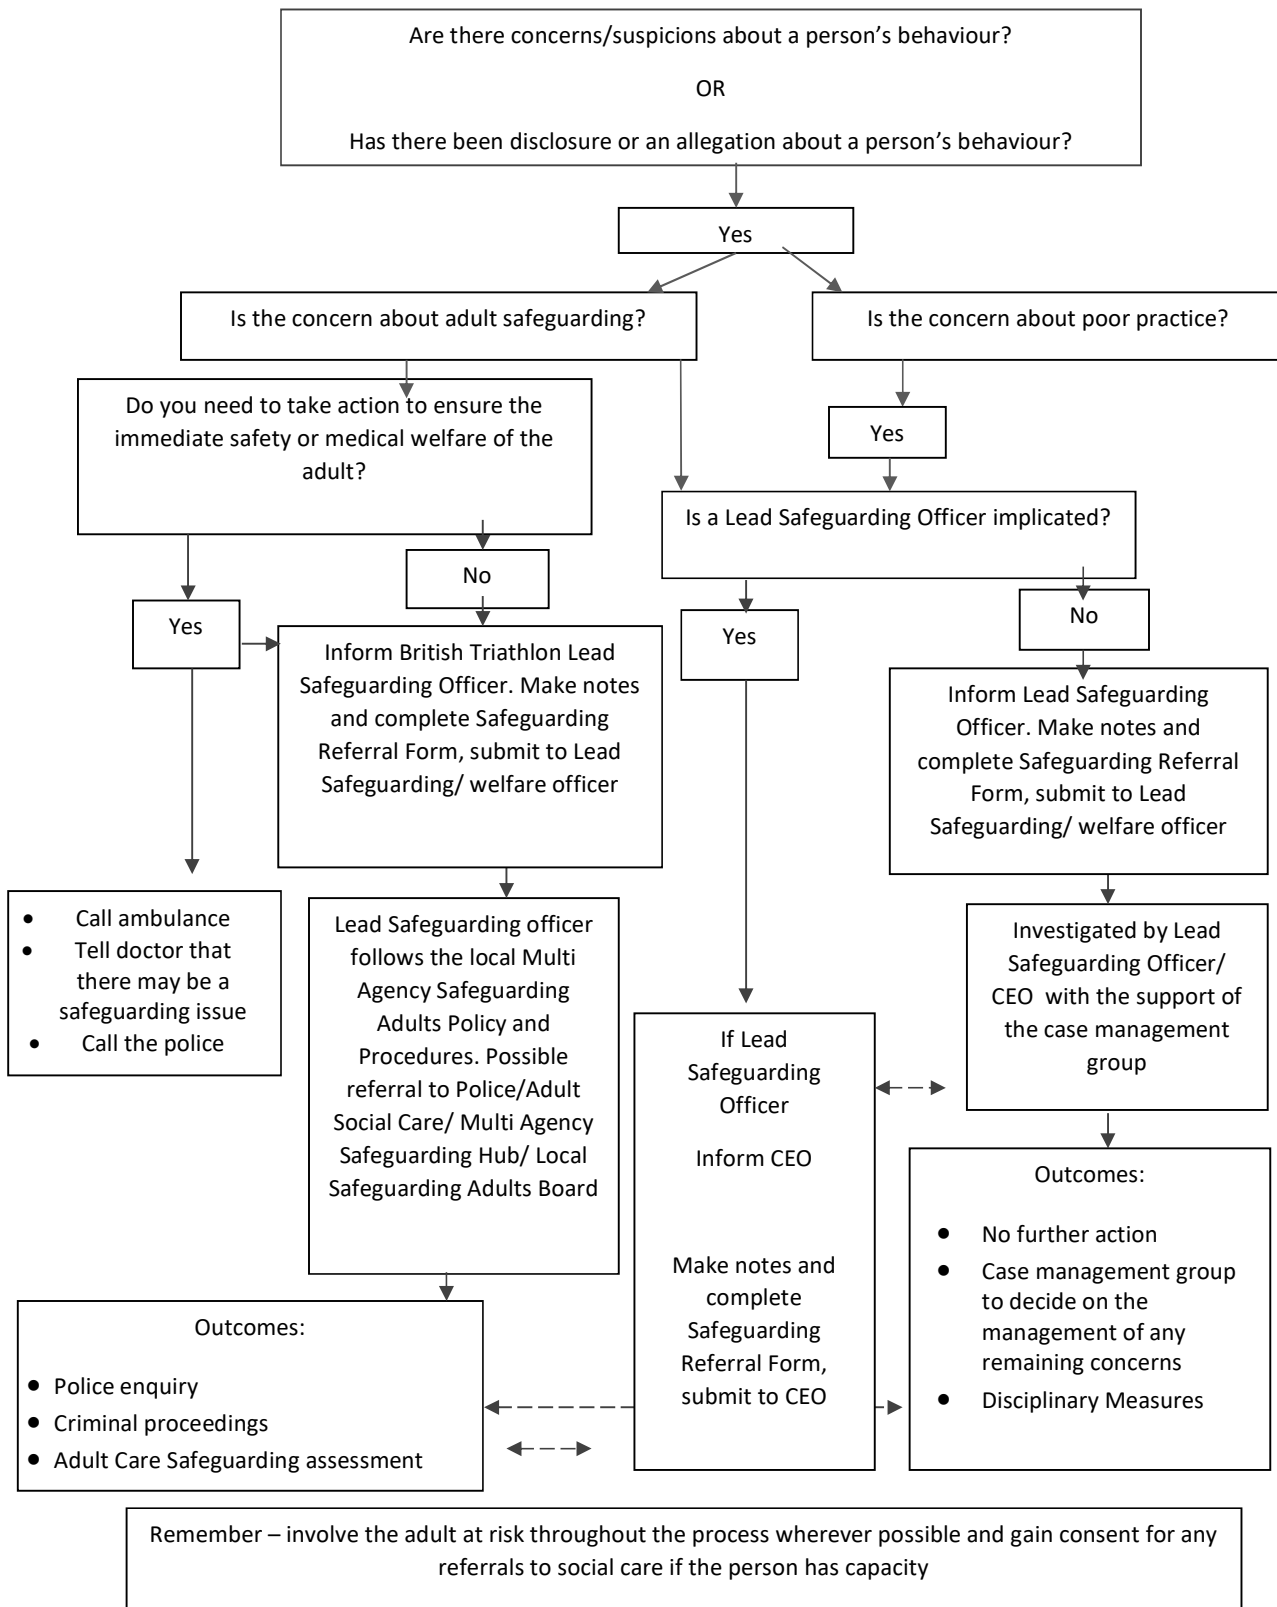 Are there concerns/suspicions about a person’s behaviour?
OR
Has there been disclosure or an allegation about a person’s behaviour?
Yes
Is the concern about adult safeguarding?
Is the concern about poor practice?
Do you need to take action to ensure the
immediate safety or medical welfare of the
adult?
Yes
Is a Lead Safeguarding Officer implicated?
No
Yes
Yes
No
Inform British Triathlon Lead
Safeguarding Officer. Make notes
and complete Safeguarding
Referral Form, submit to Lead
Safeguarding/ welfare officer
Inform Lead Safeguarding
Officer. Make notes and
complete Safeguarding Referral
Form, submit to Lead
Safeguarding/ welfare officer
• Call ambulance
• Tell doctor that
there may be a
safeguarding issue
• Call the police
Lead Safeguarding officer
follows the local Multi
Agency Safeguarding
Adults Policy and
Procedures. Possible
referral to Police/Adult
Social Care/ Multi Agency
Safeguarding Hub/ Local
Safeguarding Adults Board
If Lead
Safeguarding
Officer
Inform CEO
Make notes and
complete
Safeguarding
Referral Form,
submit to CEO
Investigated by Lead
Safeguarding Officer/
CEO with the support of
the case management
group
Outcomes:
• Police enquiry
• Criminal proceedings
• Adult Care Safeguarding assessment
Outcomes:
• No further action
• Case management group
to decide on the
management of any
remaining concerns
• Disciplinary Measures
Remember – involve the adult at risk throughout the process wherever possible and gain consent for any
referrals to social care if the person has capacity